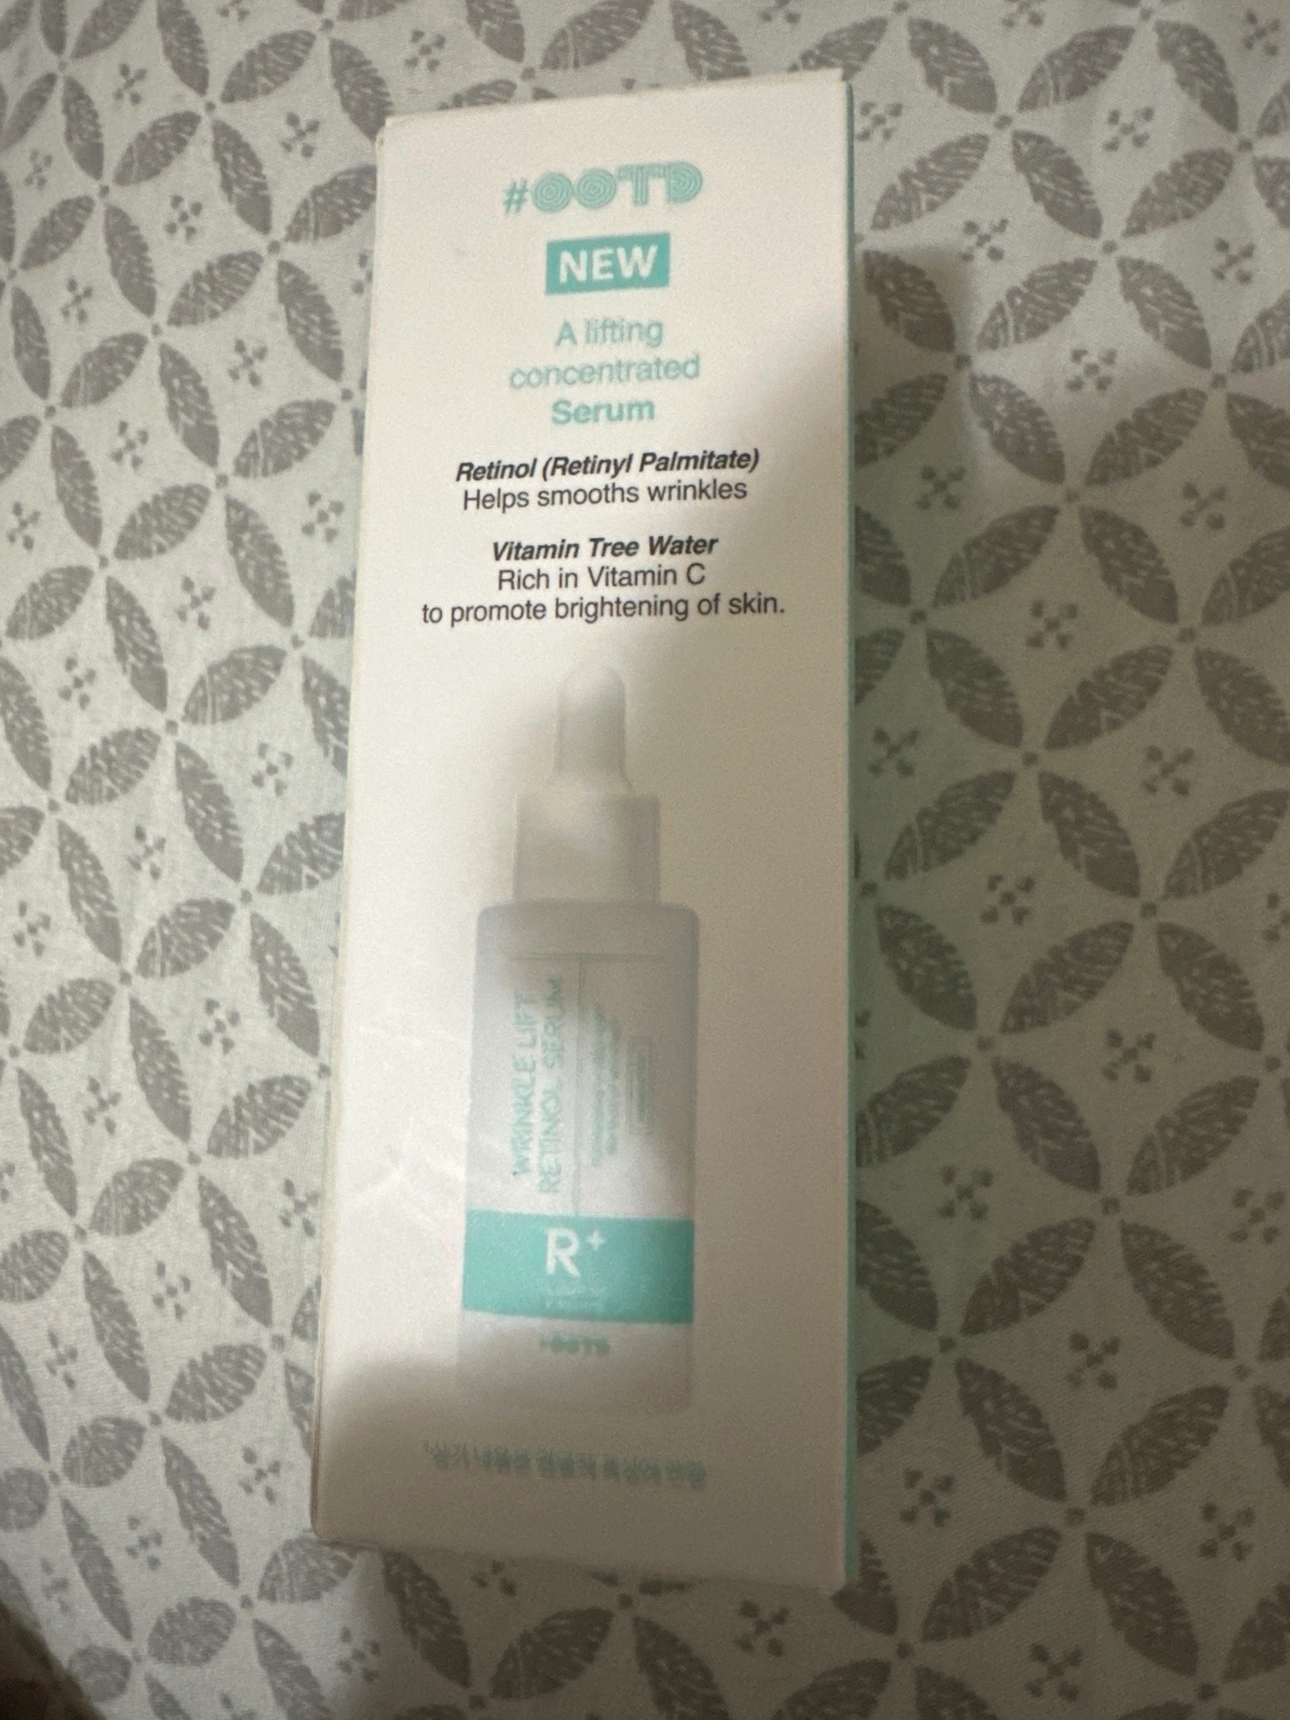 #OOTD
NEW
A lifting
concentrated
Serum
Retinol (Retinyl Palmitate)
Helps smooths wrinkles
Vitamin Tree Water
Rich in Vitamin C
to promote brightening of skin.
WRINKLE LIFT
RETINOL SERUM
R+
#OOTD